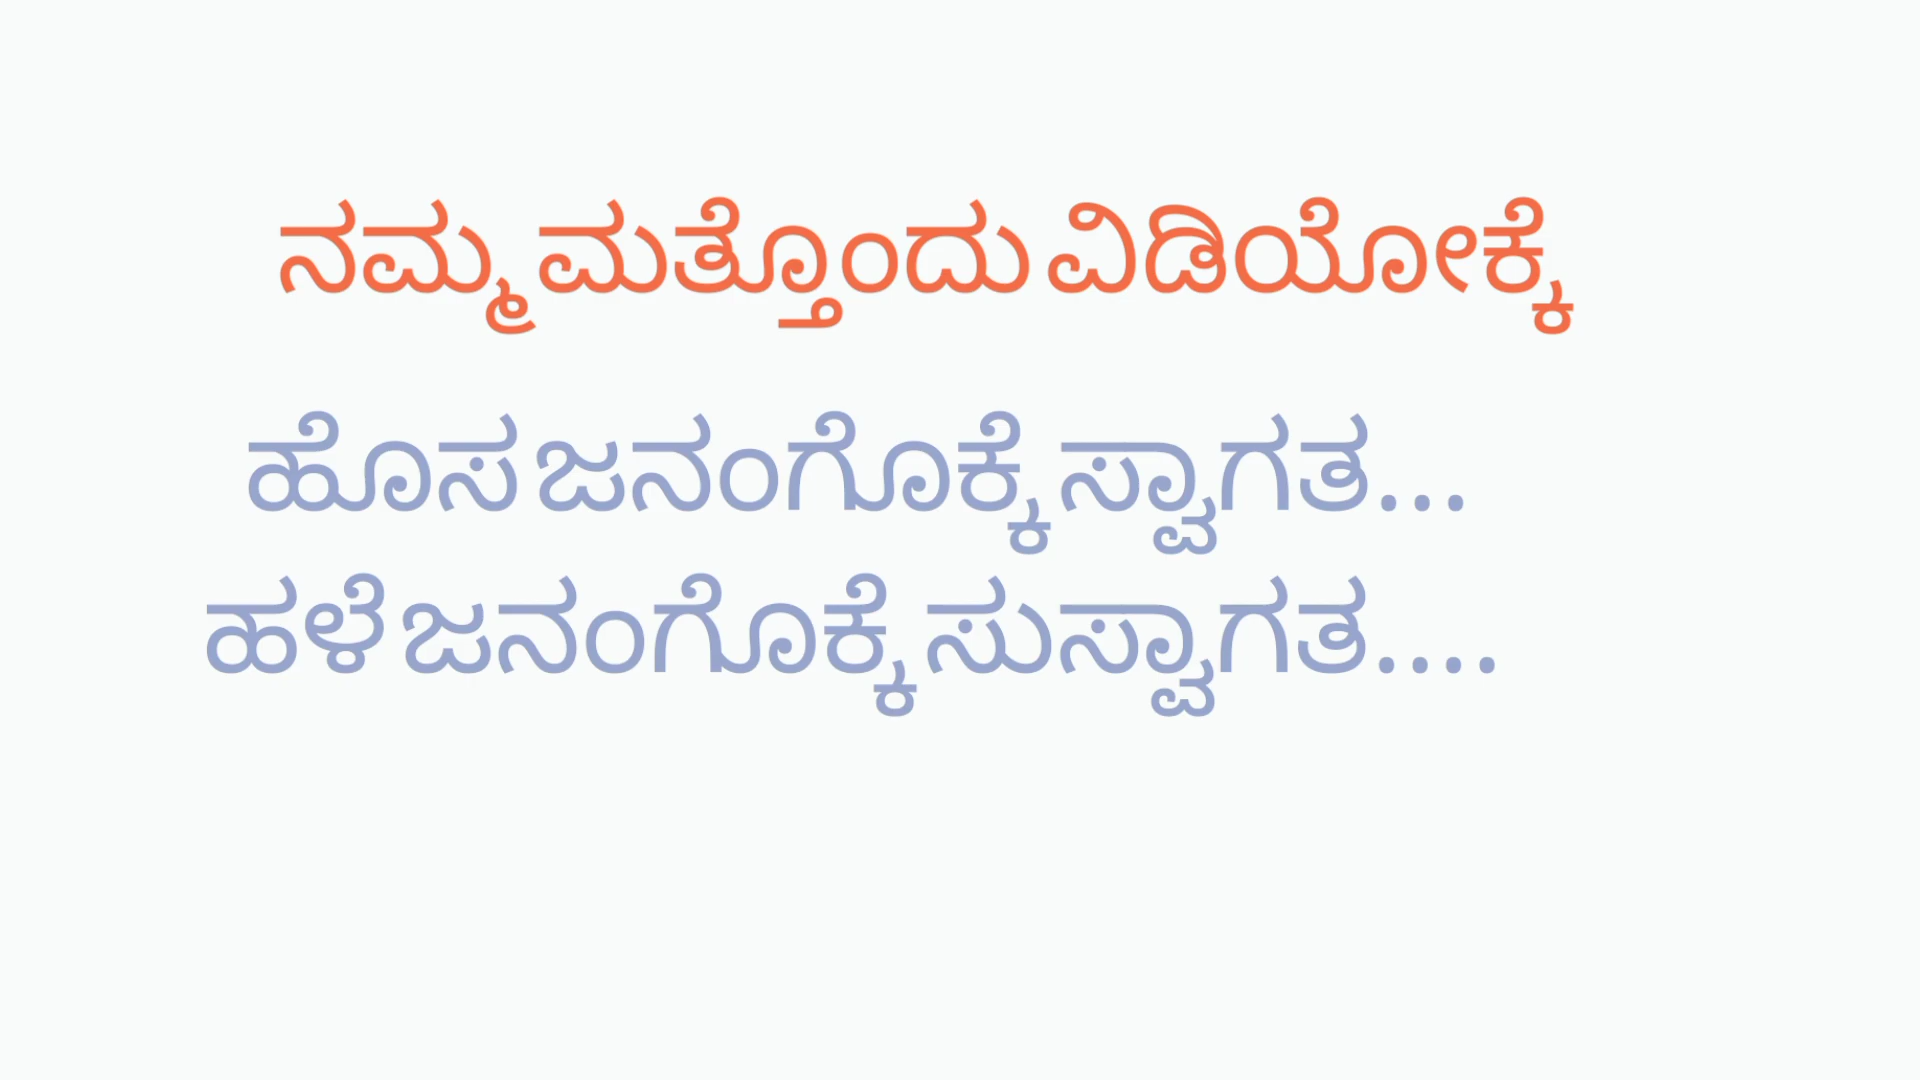 ನಮ್ಮ ಮತ್ತೊಂದು ವಿಡಿಯೋಕ್ಕೆ
ಹೊಸ ಜನಂಗೊಕ್ಕೆ ಸ್ವಾಗತ...
ಹಳೆ ಜನಂಗೊಕ್ಕೆ ಸುಸ್ವಾಗತ....